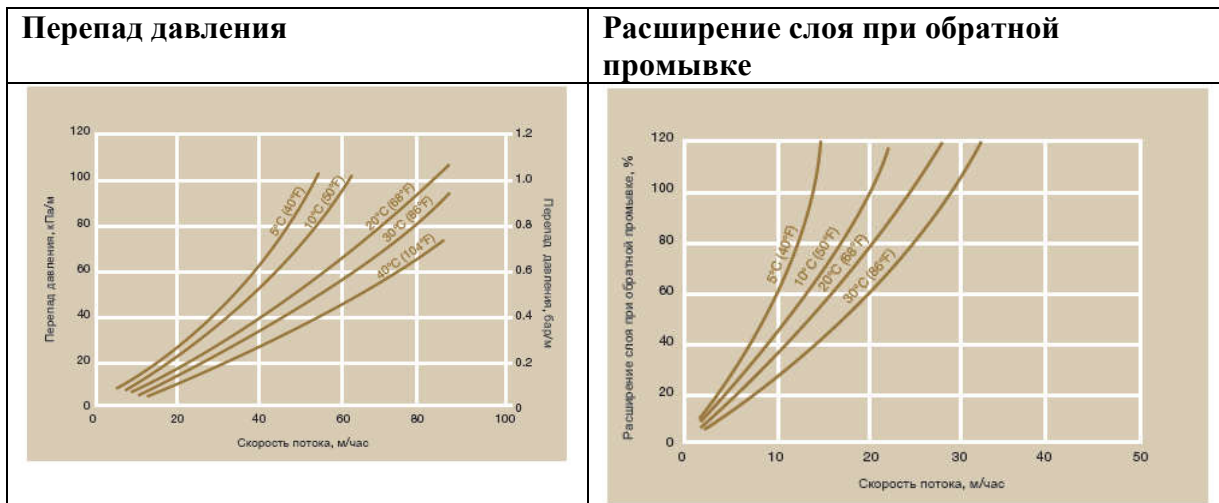 Перепад давления
Расширение слоя при обратной
промывке
120
100
80
60
40
20
0
Перепад давления, кПа/м
1.2
1.0
0.8
0.6
0.4
0.2
0
Перепад давления, бар/м
5°C (40°F)
10°C (50°F)
20°C (68°F)
30°C (86°F)
40°C (104°F)
0 20 40 60 80 100
Скорость потока, м/час
120
100
80
60
40
20
0
Расширение слоя при обратной промывке, %
5°C (40°F)
10°C (50°F)
20°C (68°F)
30°C (86°F)
0 10 20 30 40 50
Скорость потока, м/час